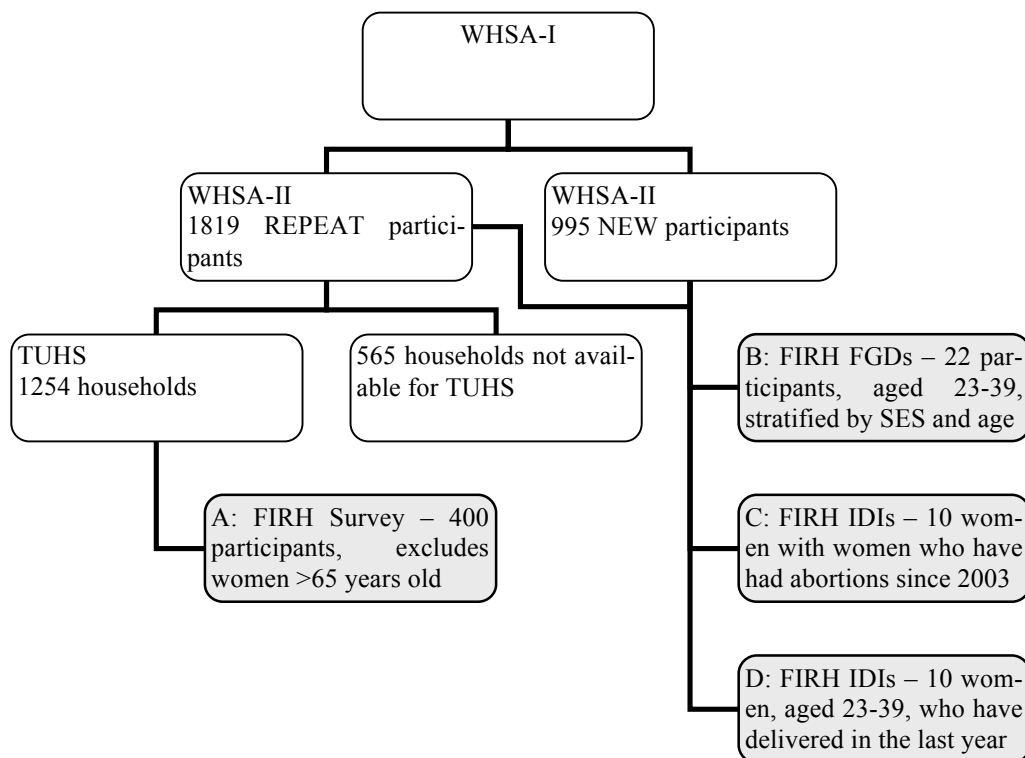 WHSA-I
WHSA-II
1819 REPEAT partici-
pants
WHSA-II
995 NEW participants
TUHS
1254 households
565 households not avail-
able for TUHS
B: FIRH FGDs – 22 par-
ticipants, aged 23-39,
stratified by SES and age
A: FIRH Survey – 400
participants, excludes
women >65 years old
C: FIRH IDIs – 10 wom-
en with women who have
had abortions since 2003
D: FIRH IDIs – 10 wom-
en, aged 23-39, who have
delivered in the last year